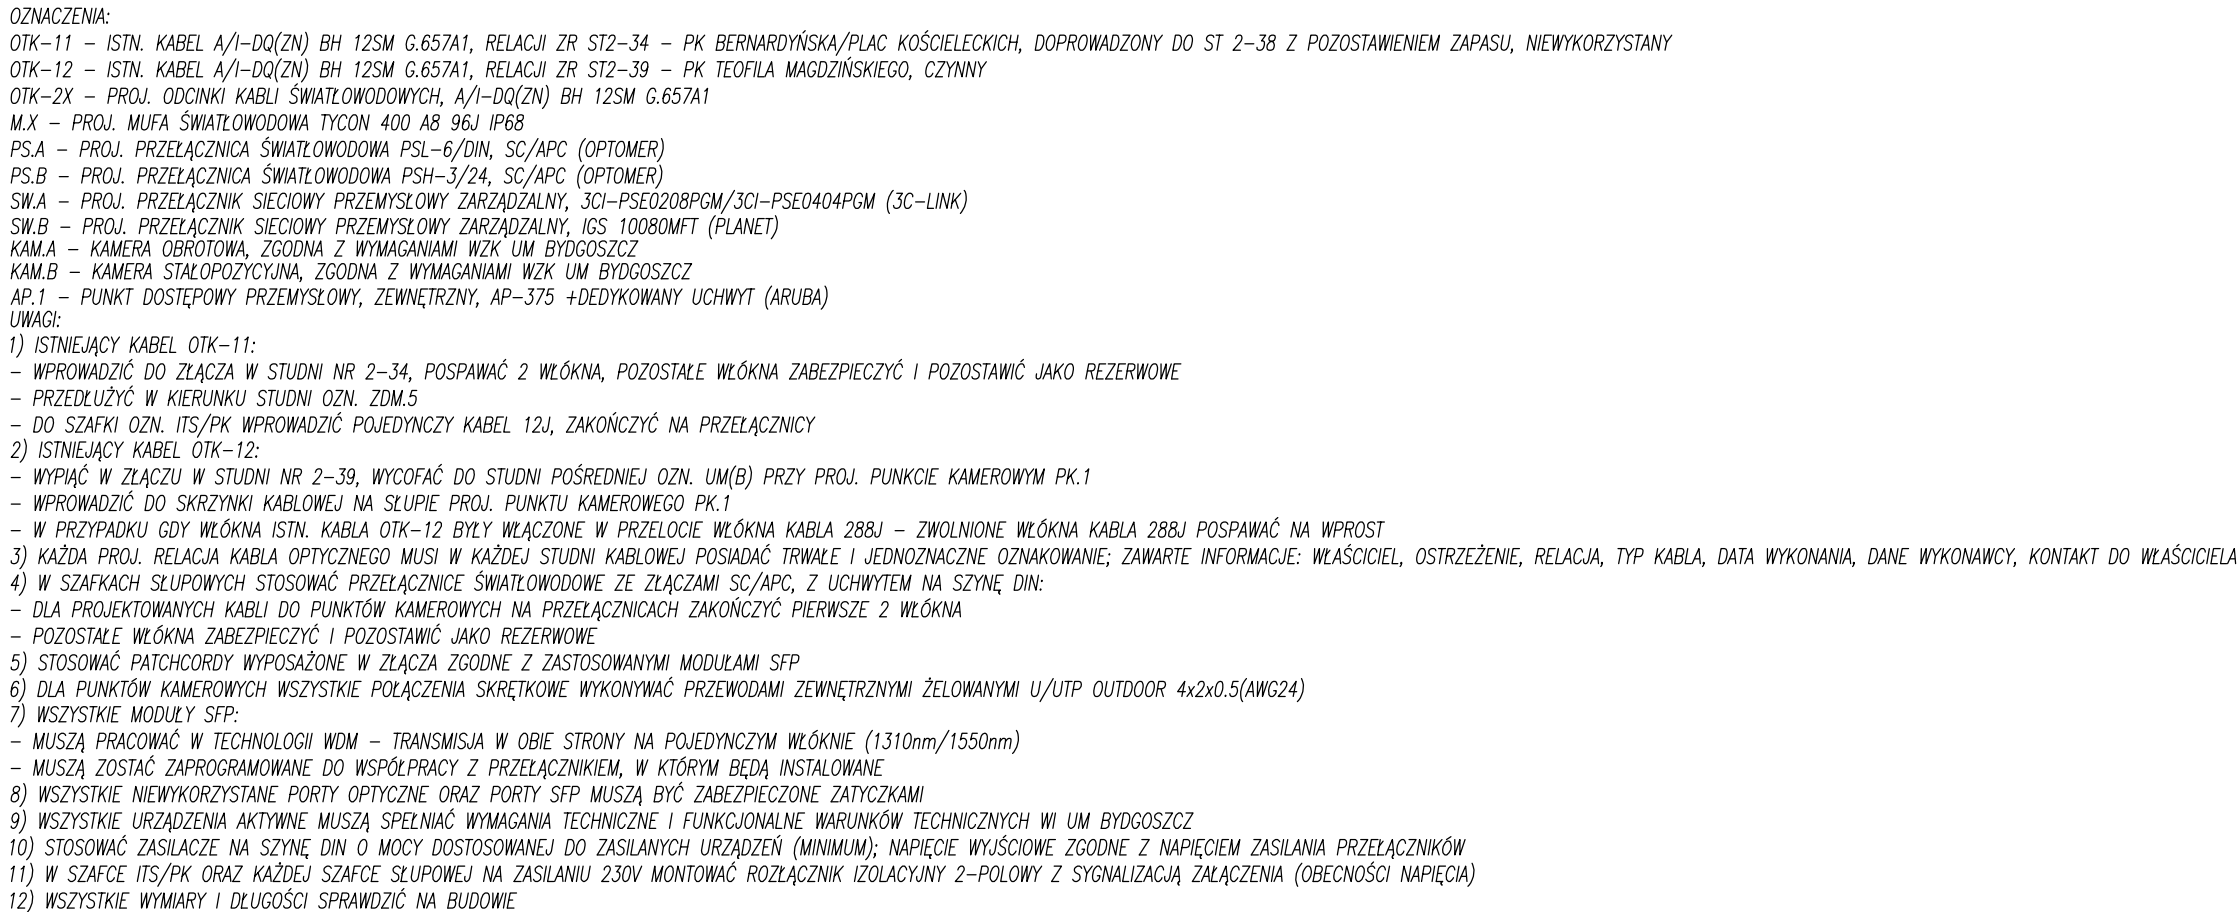 OZNACZENIA:
OTK-11 - ISTN. KABEL A/I-DQ(ZN) BH 12SM G.657A1, RELACJI ZR ST2-34 - PK BERNARDYŃSKA/PLAC KOŚCIELECKICH, DOPROWADZONY DO ST 2-38 Z POZOSTAWIENIEM ZAPASU, NIEWYKORZYSTANY
OTK-12 - ISTN. KABEL A/I-DQ(ZN) BH 12SM G.657A1, RELACJI ZR ST2-39 - PK TEOFILA MAGDZIŃSKIEGO, CZYNNY
OTK-2X - PROJ. ODCINKI KABLI ŚWIATŁOWODOWYCH, A/I-DQ(ZN) BH 12SM G.657A1
M.X - PROJ. MUFA ŚWIATŁOWODOWA TYCON 400 A8 96J IP68
PS.A - PROJ. PRZEŁĄCZNICA ŚWIATŁOWODOWA PSL-6/DIN, SC/APC (OPTOMER)
PS.B - PROJ. PRZEŁĄCZNICA ŚWIATŁOWODOWA PSH-3/24, SC/APC (OPTOMER)
SW.A - PROJ. PRZEŁĄCZNIK SIECIOWY PRZEMYSŁOWY ZARZĄDZALNY, 3CI-PSE0208PGM/3CI-PSE0404PGM (3C-LINK)
SW.B - PROJ. PRZEŁĄCZNIK SIECIOWY PRZEMYSŁOWY ZARZĄDZALNY, IGS 10080MFT (PLANET)
KAM.A - KAMERA OBROTOWA, ZGODNA Z WYMAGANIAMI WZK UM BYDGOSZCZ
KAM.B - KAMERA STAŁOPOZYCYJNA, ZGODNA Z WYMAGANIAMI WZK UM BYDGOSZCZ
AP.1 - PUNKT DOSTĘPOWY PRZEMYSŁOWY, ZEWNĘTRZNY, AP-375 +DEDYKOWANY UCHWYT (ARUBA)
UWAGI:
1) ISTNIEJĄCY KABEL OTK-11:
- WPROWADZIĆ DO ZŁĄCZA W STUDNI NR 2-34, POSPAWAĆ 2 WŁÓKNA, POZOSTAŁE WŁÓKNA ZABEZPIECZYĆ I POZOSTAWIĆ JAKO REZERWOWE
- PRZEDŁUŻYĆ W KIERUNKU STUDNI OZN. ZDM.5
- DO SZAFKI OZN. ITS/PK WPROWADZIĆ POJEDYNCZY KABEL 12J, ZAKOŃCZYĆ NA PRZEŁĄCZNICY
2) ISTNIEJĄCY KABEL OTK-12:
- WYPIĄĆ W ZŁĄCZU W STUDNI NR 2-39, WYCOFAĆ DO STUDNI POŚREDNIEJ OZN. UM(B) PRZY PROJ. PUNKCIE KAMEROWYM PK.1
- WPROWADZIĆ DO SKRZYNKI KABLOWEJ NA SŁUPIE PROJ. PUNKTU KAMEROWEGO PK.1
- W PRZYPADKU GDY WŁÓKNA ISTN. KABLA OTK-12 BYŁY WŁĄCZONE W PRZELOCIE WŁÓKNA KABLA 288J - ZWOLNIONE WŁÓKNA KABLA 288J POSPAWAĆ NA WPROST
3) KAŻDA PROJ. RELACJA KABLA OPTYCZNEGO MUSI W KAŻDEJ STUDNI KABLOWEJ POSIADAĆ TRWAŁE I JEDNOZNACZNE OZNAKOWANIE; ZAWARTE INFORMACJE: WŁAŚCICIEL, OSTRZEŻENIE, RELACJA, TYP KABLA, DATA WYKONANIA, DANE WYKONAWCY, KONTAKT DO WŁAŚCICIELA
4) W SZAFKACH SŁUPOWYCH STOSOWAĆ PRZEŁĄCZNICE ŚWIATŁOWODOWE ZE ZŁĄCZAMI SC/APC, Z UCHWYTEM NA SZYNĘ DIN:
- DLA PROJEKTOWANYCH KABLI DO PUNKTÓW KAMEROWYCH NA PRZEŁĄCZNICACH ZAKOŃCZYĆ PIERWSZE 2 WŁÓKNA
- POZOSTAŁE WŁÓKNA ZABEZPIECZYĆ I POZOSTAWIĆ JAKO REZERWOWE
5) STOSOWAĆ PATCHCORDY WYPOSAŻONE W ZŁĄCZA ZGODNE Z ZASTOSOWANYMI MODUŁAMI SFP
6) DLA PUNKTÓW KAMEROWYCH WSZYSTKIE POŁĄCZENIA SKRĘTKOWE WYKONYWAĆ PRZEWODAMI ZEWNĘTRZNYMI ŻELOWANYMI U/UTP OUTDOOR 4x2x0.5(AWG24)
7) WSZYSTKIE MODUŁY SFP:
- MUSZĄ PRACOWAĆ W TECHNOLOGII WDM - TRANSMISJA W OBIE STRONY NA POJEDYNCZYM WŁÓKNIE (1310nm/1550nm)
- MUSZĄ ZOSTAĆ ZAPROGRAMOWANE DO WSPÓŁPRACY Z PRZEŁĄCZNIKIEM, W KTÓRYM BĘDĄ INSTALOWANE
8) WSZYSTKIE NIEWYKORZYSTANE PORTY OPTYCZNE ORAZ PORTY SFP MUSZĄ BYĆ ZABEZPIECZONE ZATYCZKAMI
9) WSZYSTKIE URZĄDZENIA AKTYWNE MUSZĄ SPEŁNIAĆ WYMAGANIA TECHNICZNE I FUNKCJONALNE WARUNKÓW TECHNICZNYCH WI UM BYDGOSZCZ
10) STOSOWAĆ ZASILACZE NA SZYNĘ DIN O MOCY DOSTOSOWANEJ DO ZASILANYCH URZĄDZEŃ (MINIMUM); NAPIĘCIE WYJŚCIOWE ZGODNE Z NAPIĘCIEM ZASILANIA PRZEŁĄCZNIKÓW
11) W SZAFCE ITS/PK ORAZ KAŻDEJ SZAFCE SŁUPOWEJ NA ZASILANIU 230V MONTOWAĆ ROZŁĄCZNIK IZOLACYJNY 2-POLOWY Z SYGNALIZACJĄ ZAŁĄCZENIA (OBECNOŚCI NAPIĘCIA)
12) WSZYSTKIE WYMIARY I DŁUGOŚCI SPRAWDZIĆ NA BUDOWIE